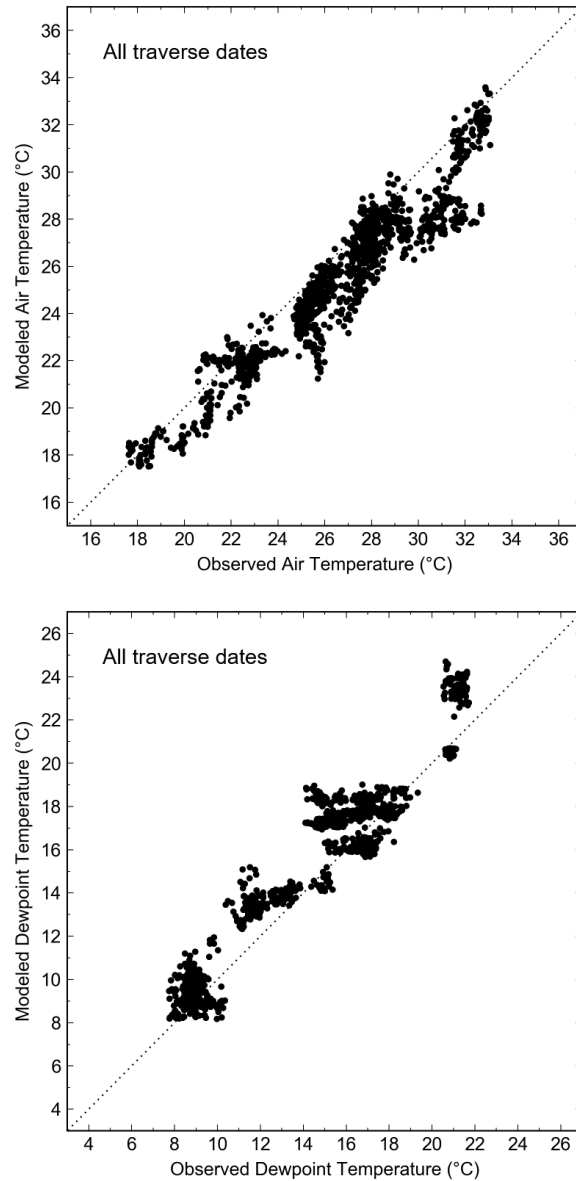 All traverse dates
36
34
32
30
28
26
24
22
20
18
16
Modeled Air Temperature (°C)
16 18 20 22 24 26 28 30 32 34 36
Observed Air Temperature (°C)
All traverse dates
26
24
22
20
18
16
14
12
10
8
6
4
Modeled Dewpoint Temperature (°C)
4 6 8 10 12 14 16 18 20 22 24 26
Observed Dewpoint Temperature (°C)